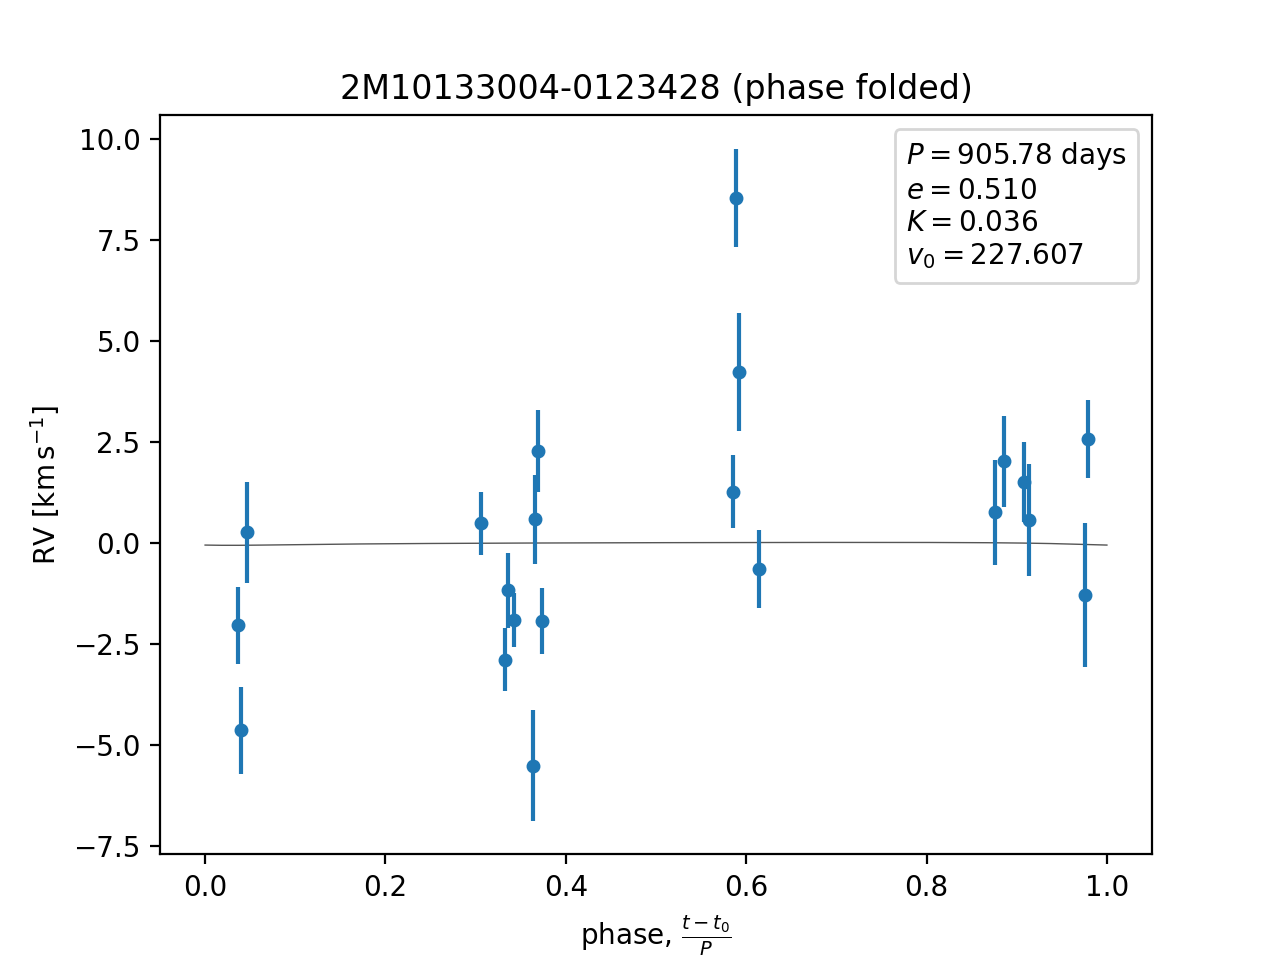 2M10133004-0123428 (phase folded)
P = 905.78 days
e = 0.510
K = 0.036
v₀ = 227.607
10.0
7.5
5.0
2.5
0.0
−2.5
−5.0
−7.5
RV [km s⁻¹]
0.0 0.2 0.4 0.6 0.8 1.0
phase, (t − t₀)/P